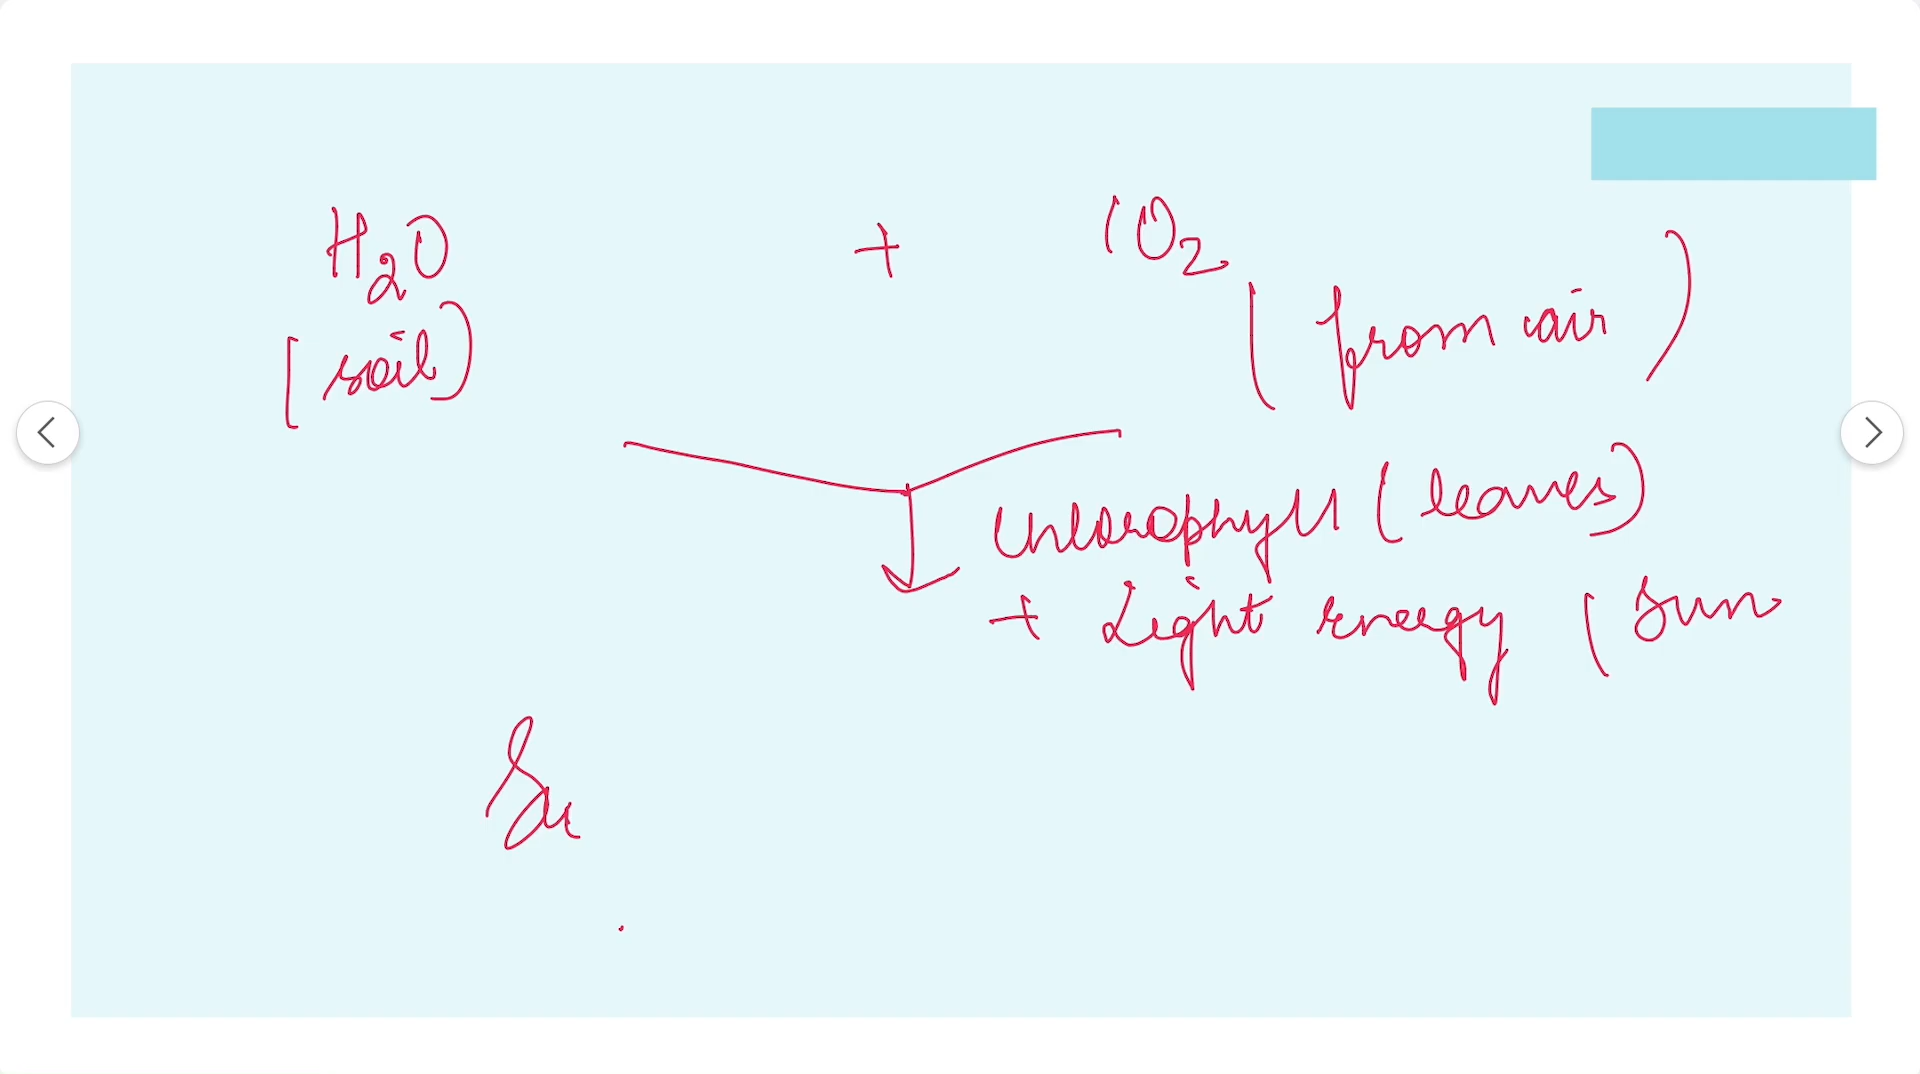 H2O + CO2
(soil) (from air)
Chlorophyll (leaves)
+ Light energy (sun
Su